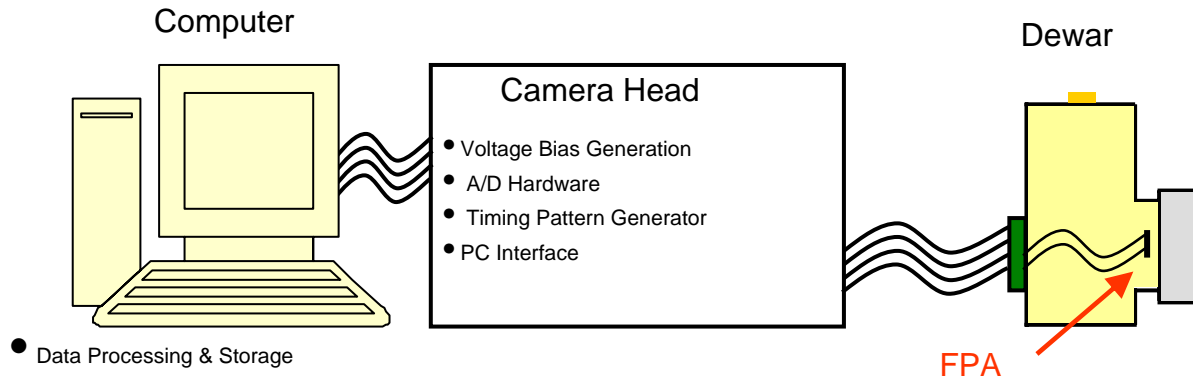 Computer
Dewar
Camera Head
• Voltage Bias Generation
• A/D Hardware
• Timing Pattern Generator
• PC Interface
• Data Processing & Storage
FPA